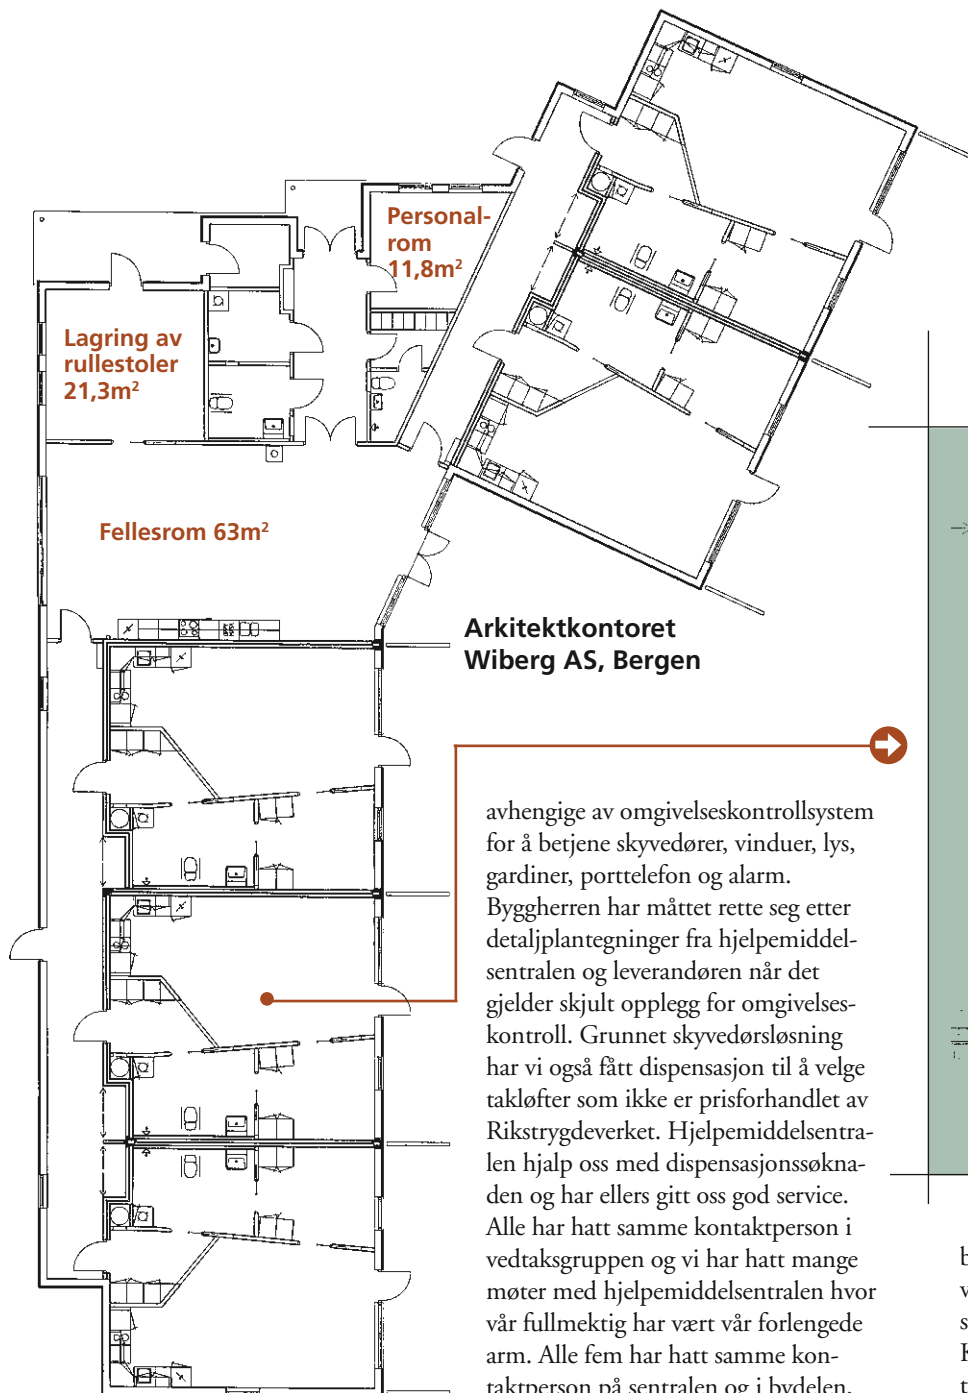 Personal-
rom
11,8m²
Lagring av
rullestoler
21,3m²
Fellesrom 63m²
Arkitektkontoret
Wiberg AS, Bergen
avhengige av omgivelseskontrollsystem
for å betjene skyvedører, vinduer, lys,
gardiner, porttelefon og alarm.
Byggherren har måttet rette seg etter
detaljplantegninger fra hjelpemiddel-
sentralen og leverandøren når det
gjelder skjult opplegg for omgivelses-
kontroll. Grunnet skyvedørsløsning
har vi også fått dispensasjon til å velge
takløfter som ikke er prisforhandlet av
Rikstrygdeverket. Hjelpemiddelsentra-
len hjalp oss med dispensasjonssøkna-
den og har ellers gitt oss god service.
Alle har hatt samme kontaktperson i
vedtaksgruppen og vi har hatt mange
møter med hjelpemiddelsentralen hvor
vår fullmektig har vært vår forlengede
arm. Alle fem har hatt samme kon-
taktperson på sentralen og i bydelen.